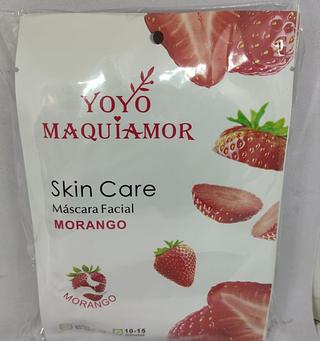 YOYO
MAQUIAMOR
Skin Care
Máscara Facial
MORANGO
MORANGO
10-15